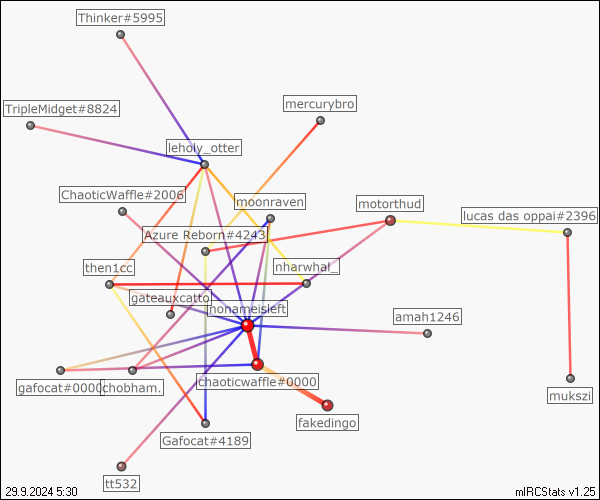 Thinker#5995
TripleMidget#8824
mercurybro
leholy_otter
ChaoticWaffle#2006
moonraven
motorthud
lucas das oppai#2396
Azure Reborn#4243
then1cc
nharwhal_
gateauxcatto
nonameisleft
amah1246
gafocat#0000
chobham.
chaoticwaffle#0000
mukszi
fakedingo
Gafocat#4189
tt532
29.9.2024 5:30
mIRCStats v1.25